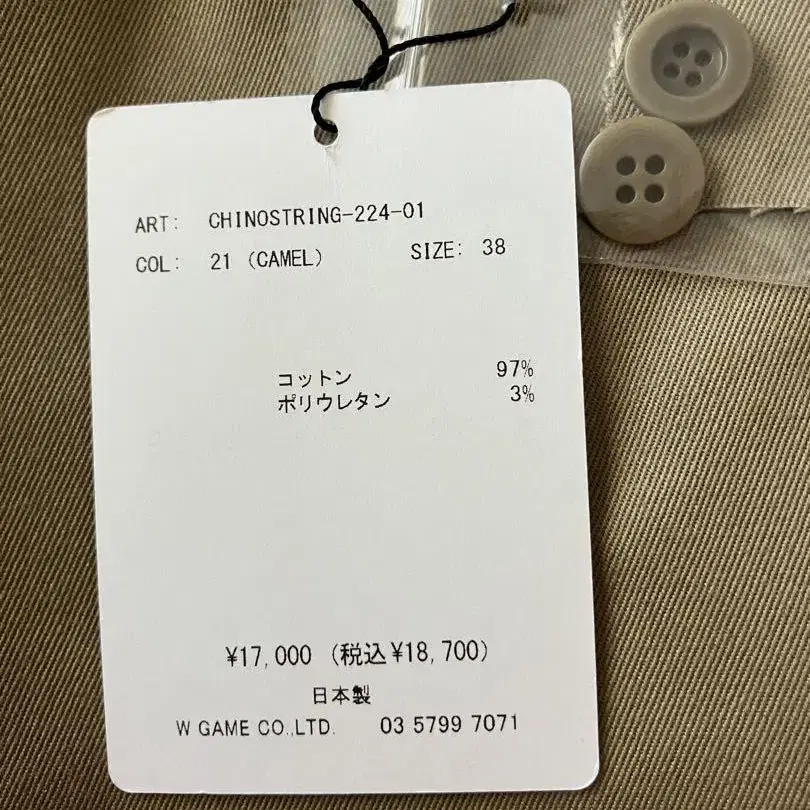 ART: CHINOSTRING-224-01
COL: 21 (CAMEL) SIZE: 38
コットン 97%
ポリウレタン 3%
¥17,000 (税込¥18,700)
日本製
W GAME CO.,LTD. 03 5799 7071